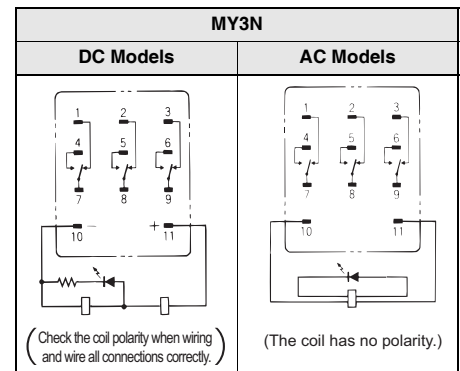 MY3N
DC Models
AC Models
1 2 3
4 5 6
7 8 9
10 − + 11
(Check the coil polarity when wiring
and wire all connections correctly.)
1 2 3
4 5 6
7 8 9
10 11
(The coil has no polarity.)